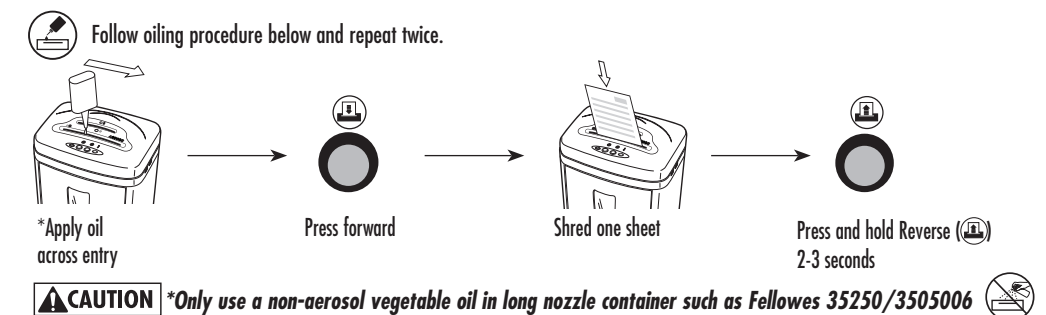 Follow oiling procedure below and repeat twice.
*Apply oil
across entry
Press forward
Shred one sheet
Press and hold Reverse ( )
2-3 seconds
CAUTION *Only use a non-aerosol vegetable oil in long nozzle container such as Fellowes 35250/3505006